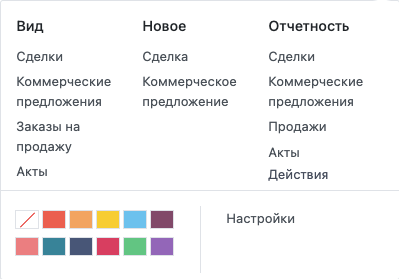 Вид
Сделки
Коммерческие
предложения
Заказы на
продажу
Акты
Новое
Сделка
Коммерческое
предложение
Отчетность
Сделки
Коммерческие
предложения
Продажи
Акты
Действия
Настройки